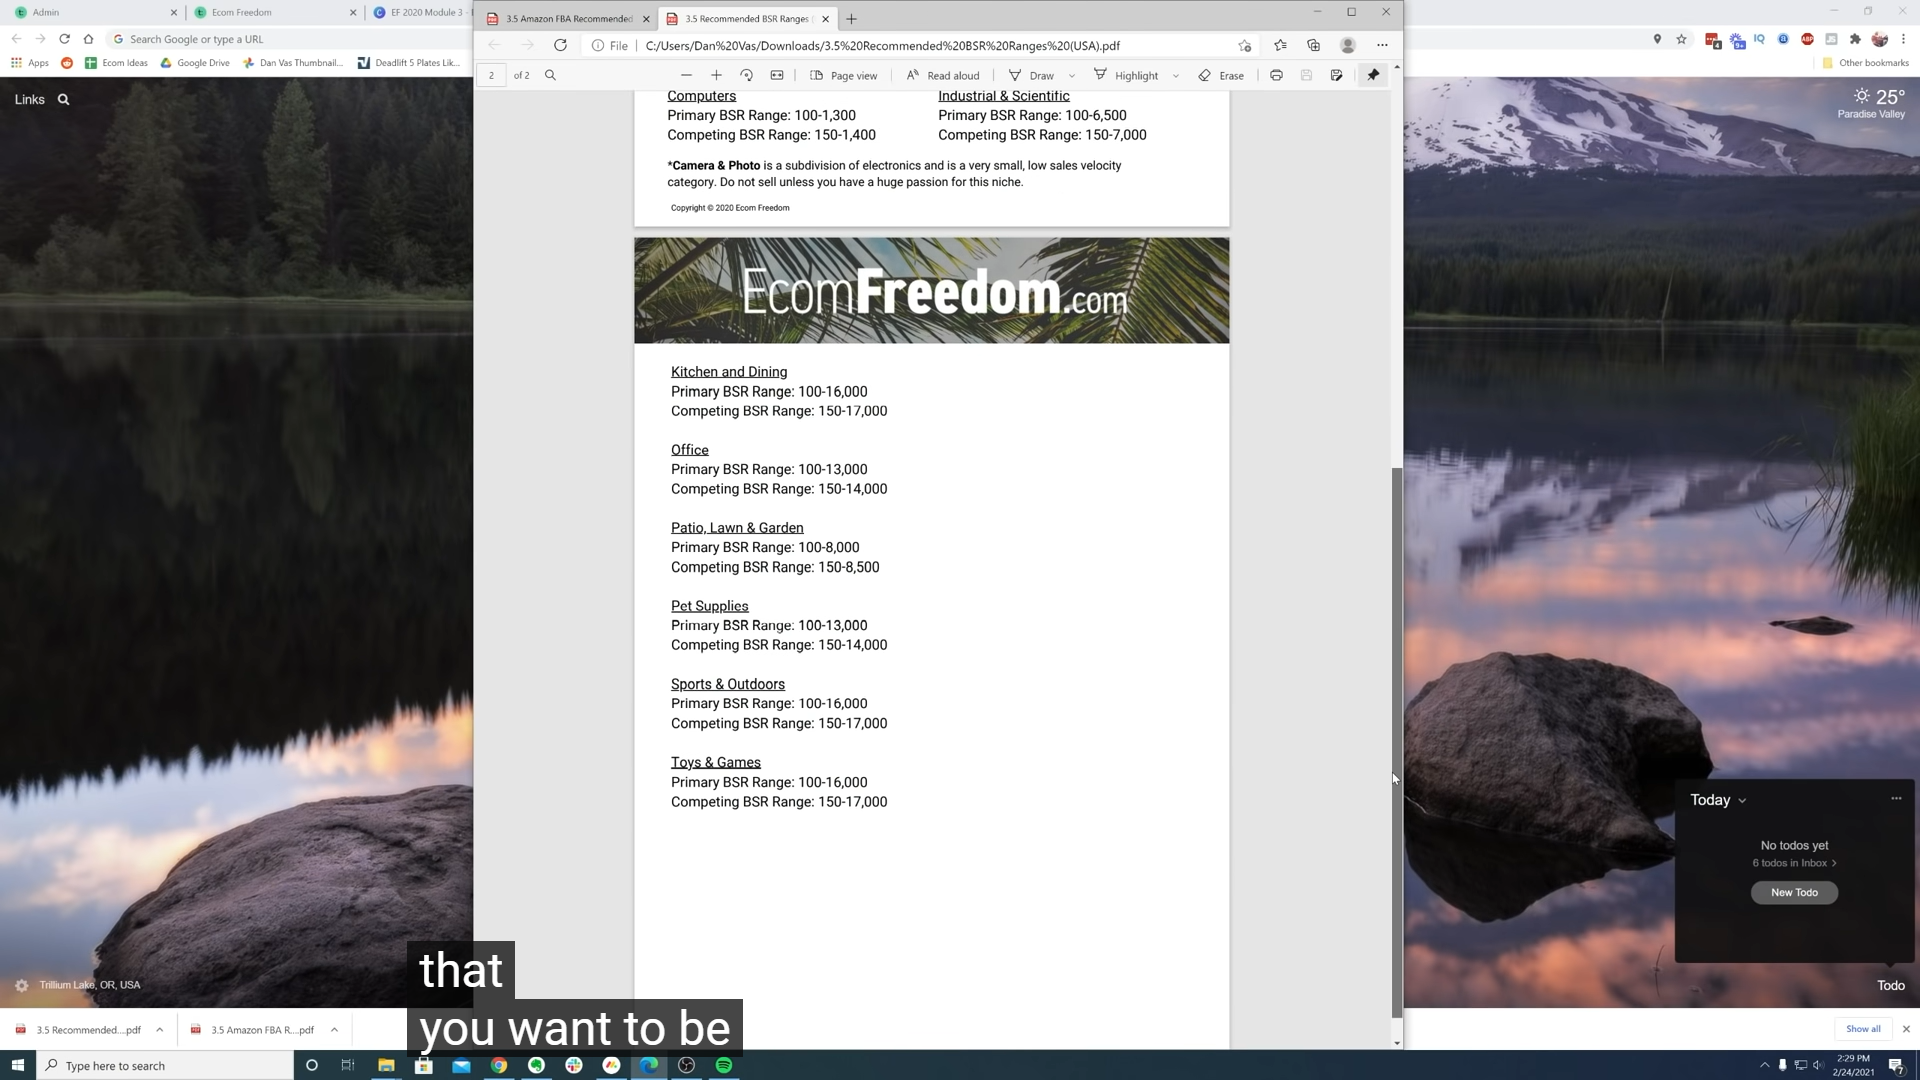 Admin
Ecom Freedom
EF 2020 Module 3 -
3.5 Amazon FBA Recommended
3.5 Recommended BSR Ranges
Search Google or type a URL
File
C:/Users/Dan%20Vas/Downloads/3.5%20Recommended%20BSR%20Ranges%20(USA).pdf
Apps
Ecom Ideas
Google Drive
Dan Vas Thumbnail...
Deadlift 5 Plates Lik...
Other bookmarks
2
of 2
Page view
Read aloud
Draw
Highlight
Erase
Links
25°
Paradise Valley
Computers
Primary BSR Range: 100-1,300
Competing BSR Range: 150-1,400
Industrial & Scientific
Primary BSR Range: 100-6,500
Competing BSR Range: 150-7,000
*Camera & Photo is a subdivision of electronics and is a very small, low sales velocity
category. Do not sell unless you have a huge passion for this niche.
Copyright © 2020 Ecom Freedom
EcomFreedom.com
Kitchen and Dining
Primary BSR Range: 100-16,000
Competing BSR Range: 150-17,000
Office
Primary BSR Range: 100-13,000
Competing BSR Range: 150-14,000
Patio, Lawn & Garden
Primary BSR Range: 100-8,000
Competing BSR Range: 150-8,500
Pet Supplies
Primary BSR Range: 100-13,000
Competing BSR Range: 150-14,000
Sports & Outdoors
Primary BSR Range: 100-16,000
Competing BSR Range: 150-17,000
Toys & Games
Primary BSR Range: 100-16,000
Competing BSR Range: 150-17,000
Today
No todos yet
6 todos in Inbox >
New Todo
Todo
Trillium Lake, OR, USA
that
you want to be
3.5 Recommended....pdf
3.5 Amazon FBA R....pdf
Show all
Type here to search
2:29 PM
2/24/2021